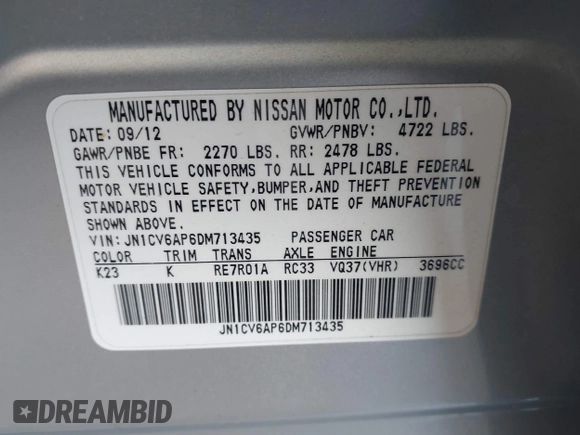 MANUFACTURED BY NISSAN MOTOR CO.,LTD.
DATE: 09/12 GVWR/PNBV: 4722 LBS.
GAWR/PNBE FR: 2270 LBS. RR: 2478 LBS.
THIS VEHICLE CONFORMS TO ALL APPLICABLE FEDERAL
MOTOR VEHICLE SAFETY,BUMPER,AND THEFT PREVENTION
STANDARDS IN EFFECT ON THE DATE OF MANUFACTURE
SHOWN ABOVE.
VIN: JN1CV6AP6DM713435 PASSENGER CAR
COLOR TRIM TRANS AXLE ENGINE
K23 K RE7R01A RC33 VQ37(VHR) 3696CC
JN1CV6AP6DM713435
DREAMBID